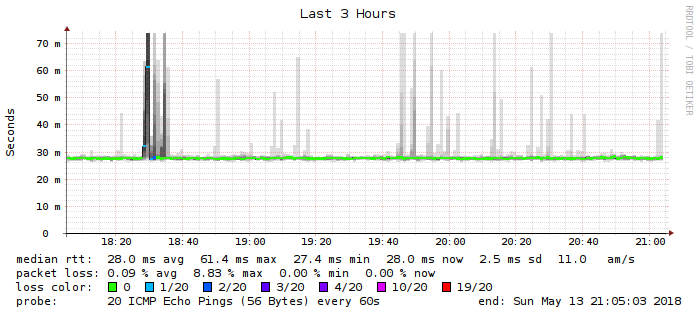 Last 3 Hours
RRDTOOL / TOBI OETIKER
Seconds
70 m
60 m
50 m
40 m
30 m
20 m
10 m
0
18:20 18:40 19:00 19:20 19:40 20:00 20:20 20:40 21:00
median rtt: 28.0 ms avg 61.4 ms max 27.4 ms min 28.0 ms now 2.5 ms sd 11.0 am/s
packet loss: 0.09 % avg 8.83 % max 0.00 % min 0.00 % now
loss color: 0 1/20 2/20 3/20 4/20 10/20 19/20
probe: 20 ICMP Echo Pings (56 Bytes) every 60s end: Sun May 13 21:05:03 2018